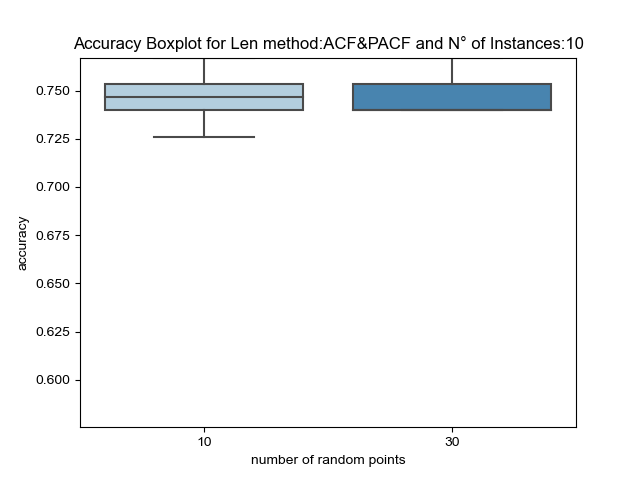 Accuracy Boxplot for Len method:ACF&PACF and N° of Instances:10
accuracy
0.750
0.725
0.700
0.675
0.650
0.625
0.600
10 30
number of random points